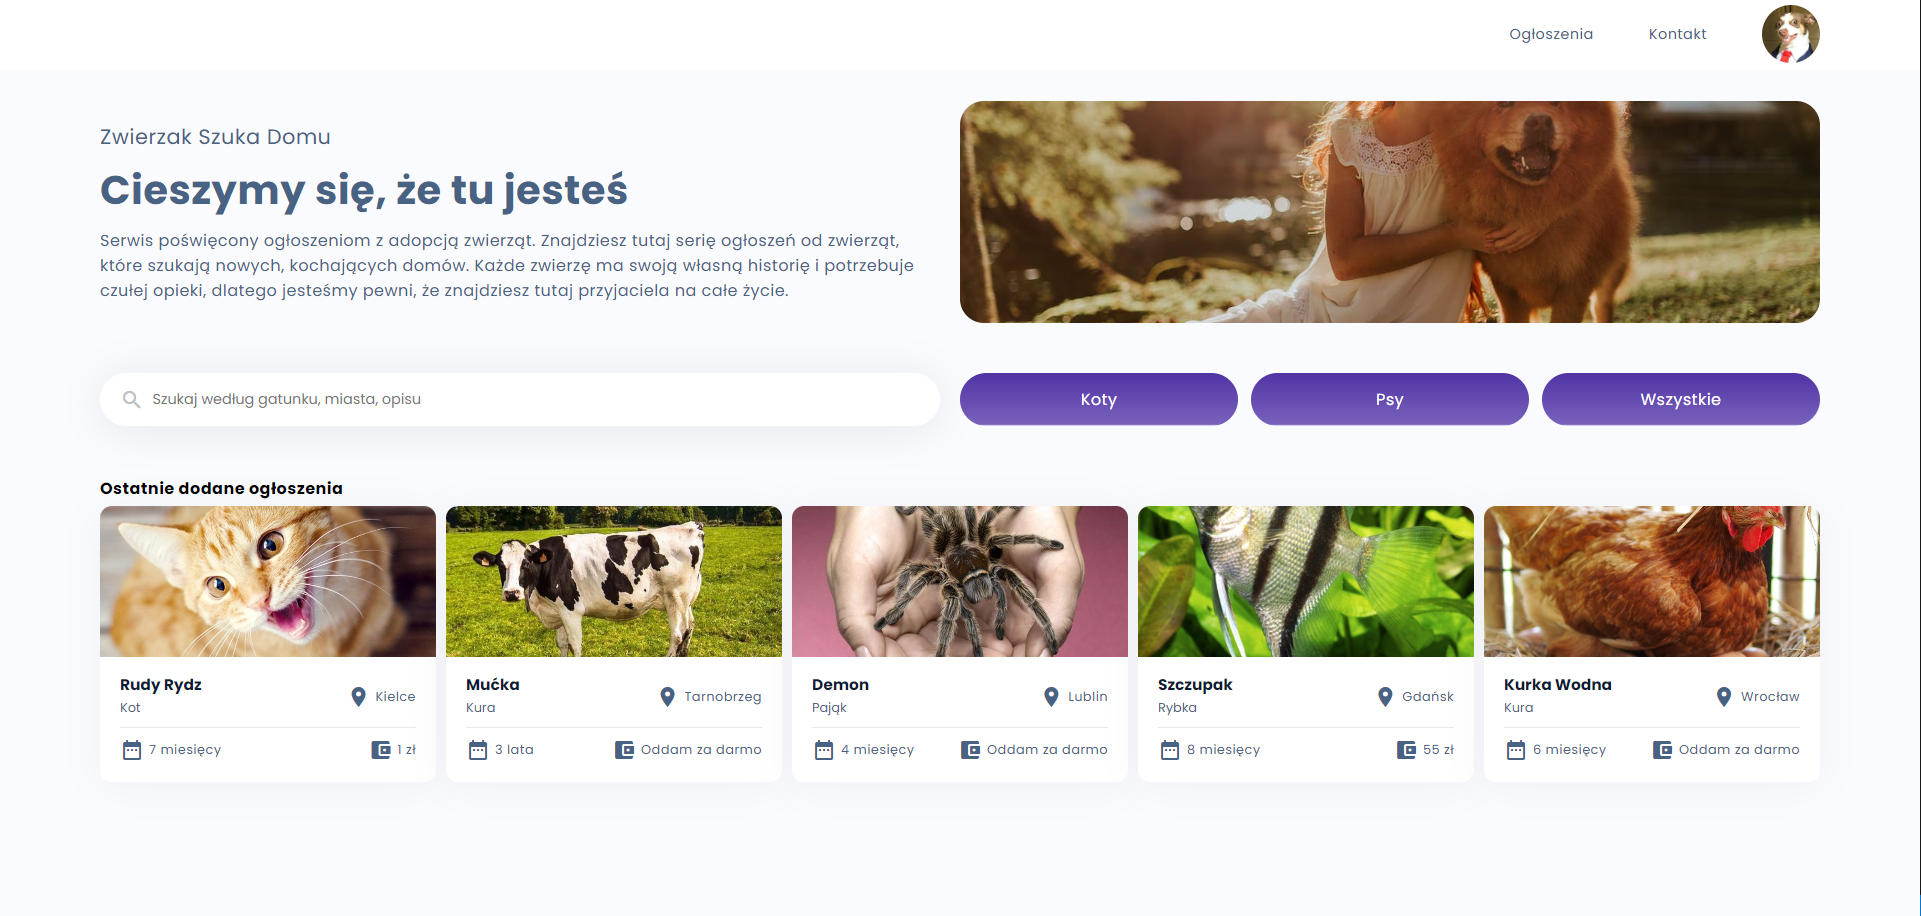 Ogłoszenia
Kontakt
Zwierzak Szuka Domu
Cieszymy się, że tu jesteś
Serwis poświęcony ogłoszeniom z adopcją zwierząt. Znajdziesz tutaj serię ogłoszeń od zwierząt,
które szukają nowych, kochających domów. Każde zwierzę ma swoją własną historię i potrzebuje
czułej opieki, dlatego jesteśmy pewni, że znajdziesz tutaj przyjaciela na całe życie.
Szukaj według gatunku, miasta, opisu
Koty
Psy
Wszystkie
Ostatnie dodane ogłoszenia
Rudy Rydz
Kot
Kielce
7 miesięcy
1 zł
Mućka
Kura
Tarnobrzeg
3 lata
Oddam za darmo
Demon
Pająk
Lublin
4 miesięcy
Oddam za darmo
Szczupak
Rybka
Gdańsk
8 miesięcy
55 zł
Kurka Wodna
Kura
Wrocław
6 miesięcy
Oddam za darmo